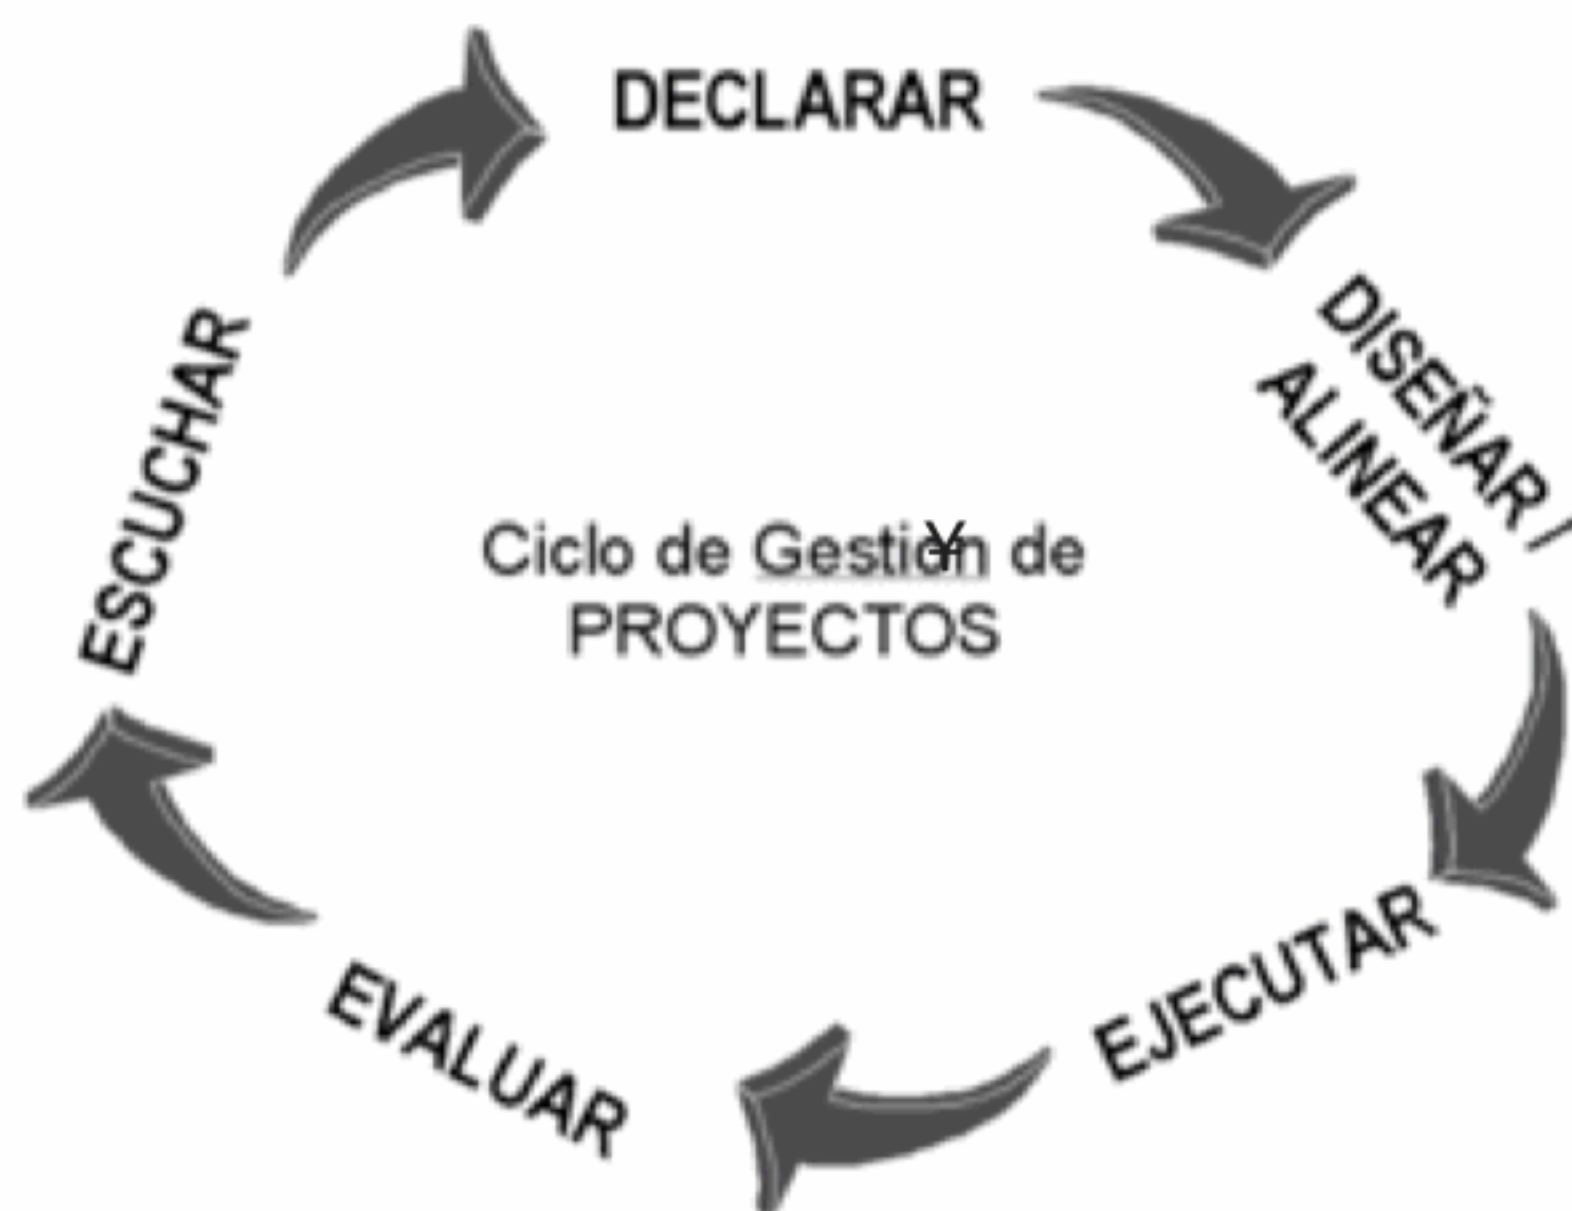 DECLARAR
DISEÑAR /
ALINEAR
EJECUTAR
EVALUAR
ESCUCHAR
Ciclo de Gestión de
PROYECTOS
¥